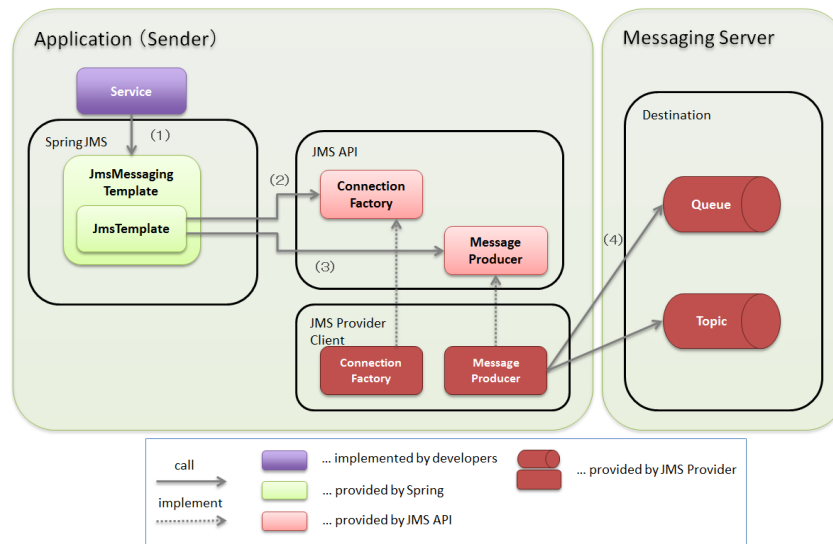 Application（Sender）
Messaging Server
Service
(1)
Spring JMS
JmsMessaging
Template
JmsTemplate
(2)
(3)
JMS API
Connection
Factory
Message
Producer
JMS Provider
Client
Connection
Factory
Message
Producer
(4)
Destination
Queue
Topic
call
implement
... implemented by developers
... provided by Spring
... provided by JMS API
... provided by JMS Provider